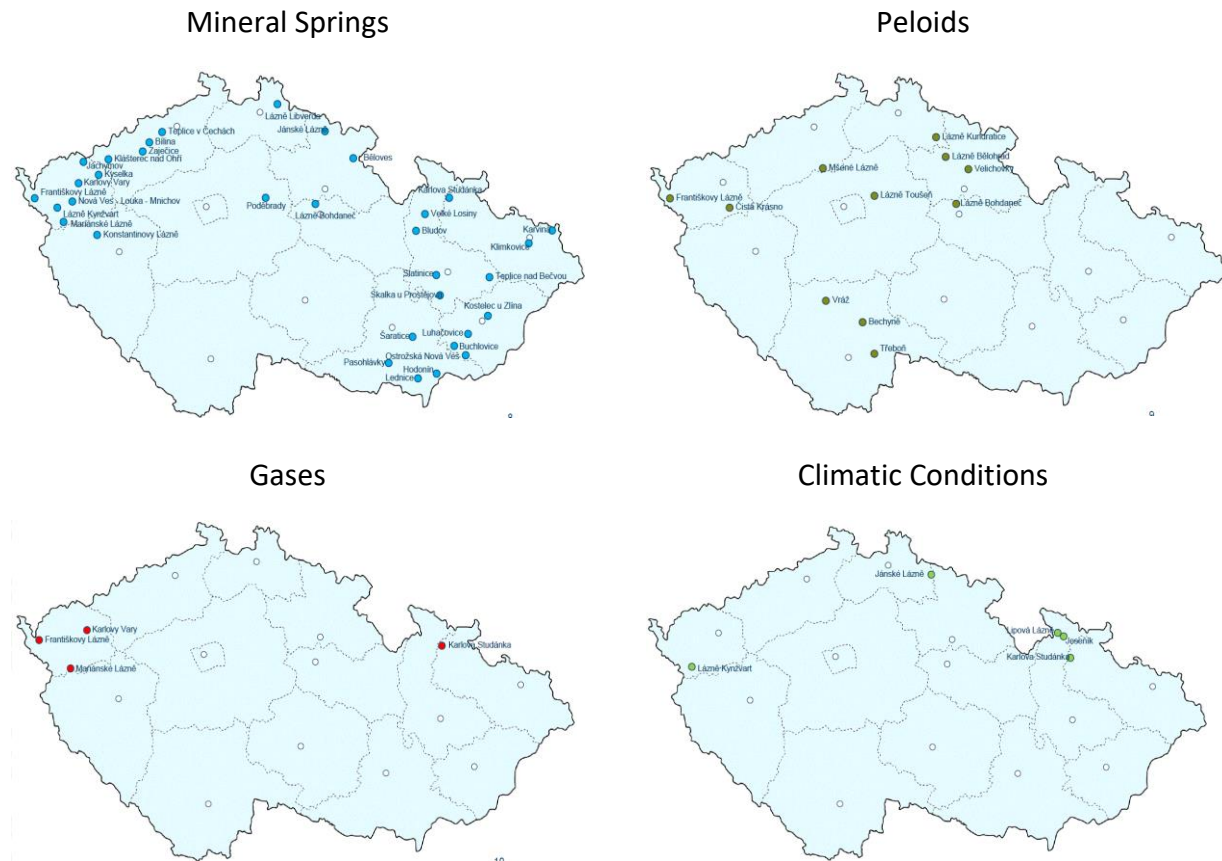 Mineral Springs
Lázně Libverda
Teplice v Čechách
Jánské Lázně
Bílina
Zaječice
Běloves
Klášterec nad Ohří
Jáchymov
Kyselka
Karlovy Vary
Františkovy Lázně
Karlova Studánka
Nová Ves - Louka - Mnichov
Poděbrady
Lázně Kynžvart
Lázně Bohdaneč
Velké Losiny
Mariánské Lázně
Konstantinovy Lázně
Bludov
Karviná
Klimkovice
Slatinice
Teplice nad Bečvou
Skalka u Prostějova
Kostelec u Zlína
Šaratice
Luhačovice
Buchlovice
Ostrožská Nová Ves
Pasohlávky
Hodonín
Lednice
8
Peloids
Lázně Kundratice
Lázně Bělohrad
Mšené Lázně
Velichovky
Františkovy Lázně
Lázně Toušeň
Čistá Krásno
Lázně Bohdaneč
Vráž
Bechyně
Třeboň
9
Gases
Karlovy Vary
Františkovy Lázně
Karlova Studánka
Mariánské Lázně
10
Climatic Conditions
Jánské Lázně
Lipová Lázně
Jeseník
Karlova Studánka
Lázně Kynžvart